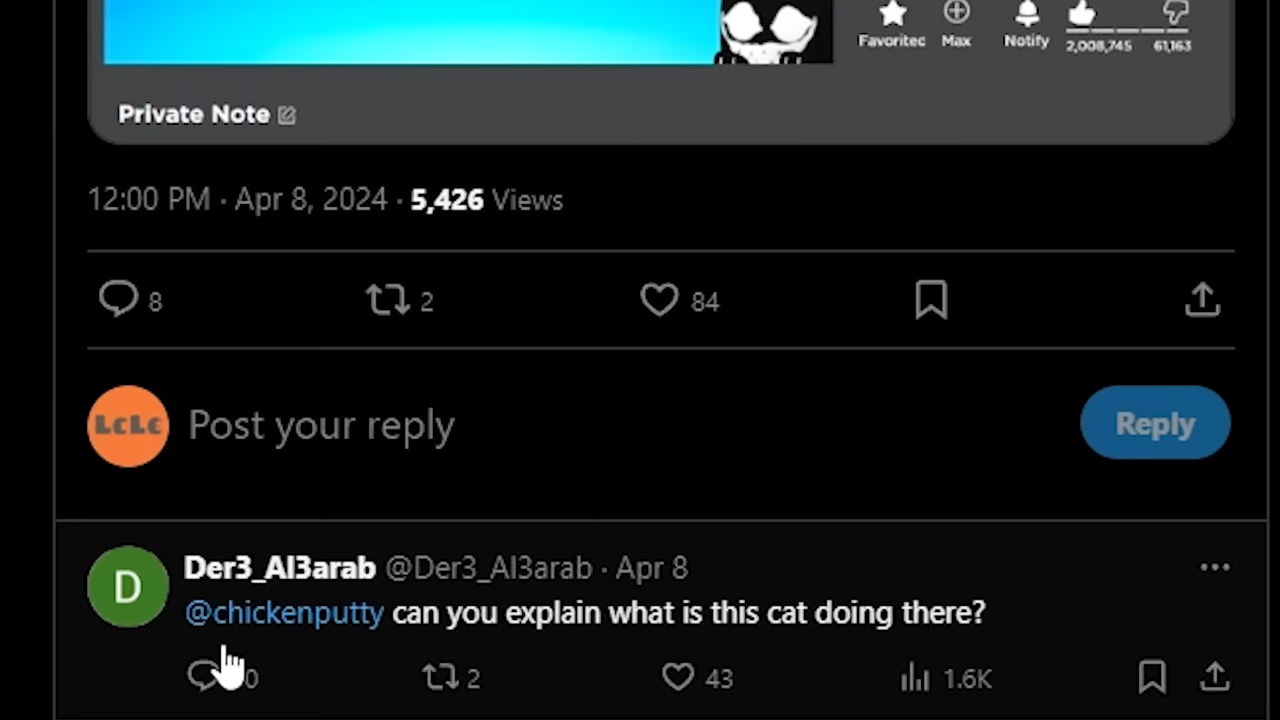 Favorited Max Notify 2,008,745 61,163
Private Note
12:00 PM · Apr 8, 2024 · 5,426 Views
8 2 84
LcLc Post your reply Reply
D Der3_Al3arab @Der3_Al3arab · Apr 8
@chickenputty can you explain what is this cat doing there?
2 43 1.6K